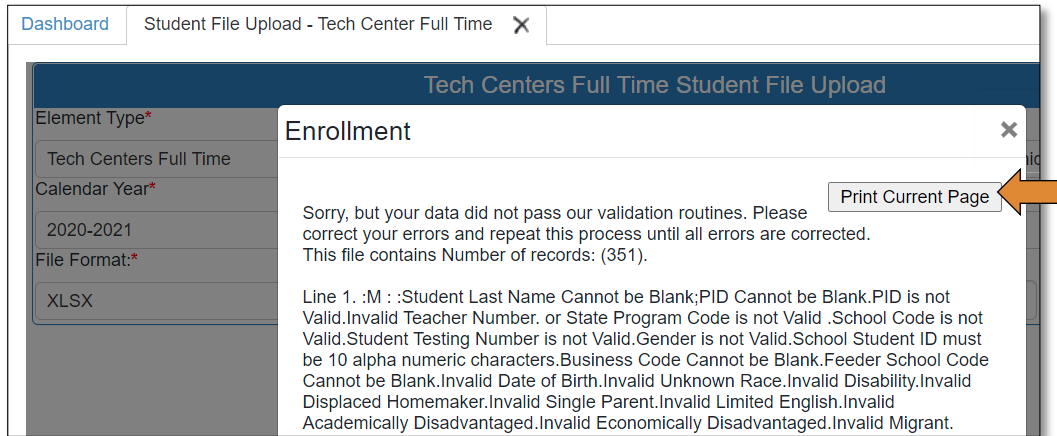 Dashboard
Student File Upload - Tech Center Full Time
Tech Centers Full Time Student File Upload
Element Type*
Enrollment
Tech Centers Full Time
Calendar Year*
Print Current Page
2020-2021
File Format:*
XLSX
Sorry, but your data did not pass our validation routines. Please
correct your errors and repeat this process until all errors are corrected.
This file contains Number of records: (351).
Line 1. :M : :Student Last Name Cannot be Blank;PID Cannot be Blank.PID is not
Valid.Invalid Teacher Number. or State Program Code is not Valid .School Code is not
Valid.Student Testing Number is not Valid.Gender is not Valid.School Student ID must
be 10 alpha numeric characters.Business Code Cannot be Blank.Feeder School Code
Cannot be Blank.Invalid Date of Birth.Invalid Unknown Race.Invalid Disability.Invalid
Displaced Homemaker.Invalid Single Parent.Invalid Limited English.Invalid
Academically Disadvantaged.Invalid Economically Disadvantaged.Invalid Migrant.